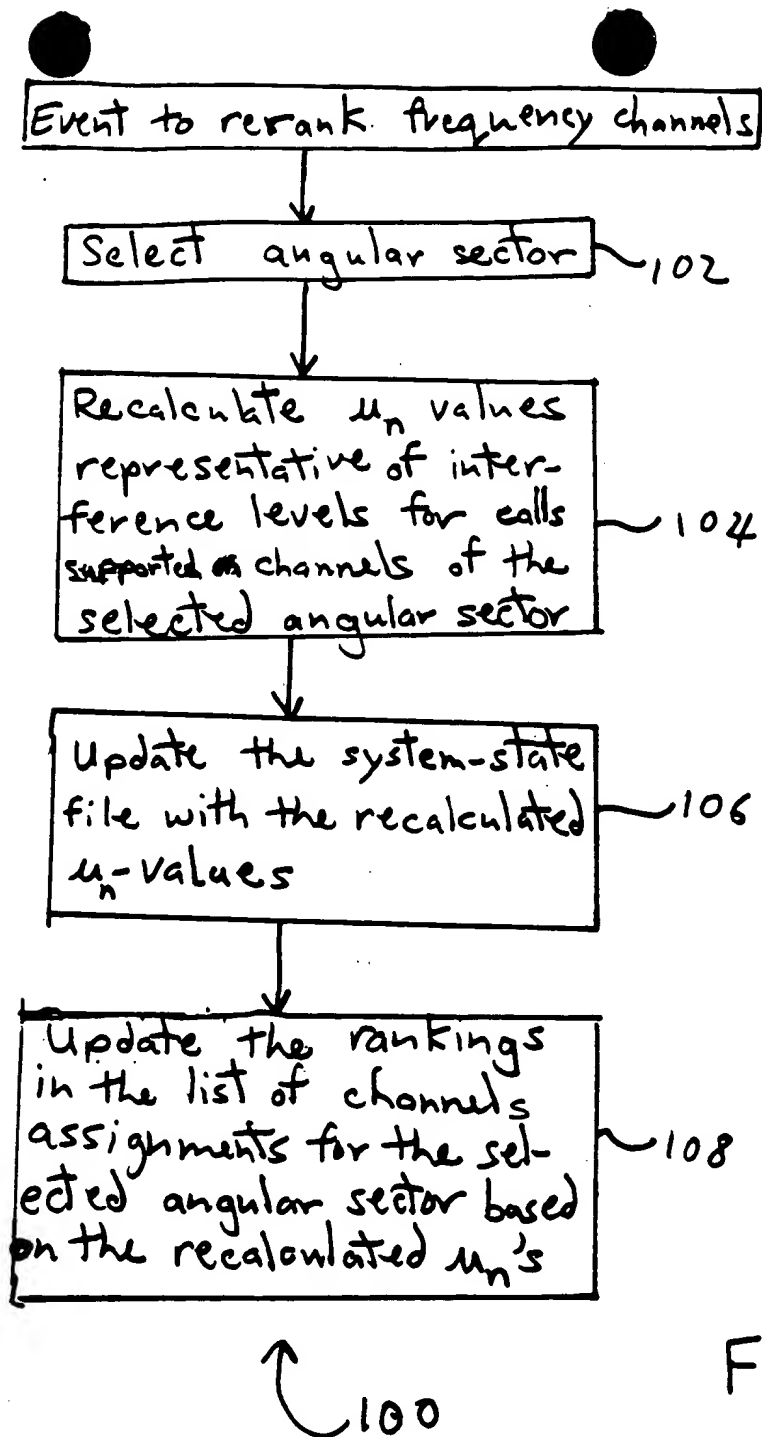 Event to rerank frequency channels
Select angular sector
102
Recalculate μn values
representative of inter-
ference levels for calls
supported on channels of the
selected angular sector
104
Update the system-state
file with the recalculated
μn-values
106
Update the rankings
in the list of channels
assignments for the sel-
ected angular sector based
on the recalculated μn's
108
100
F